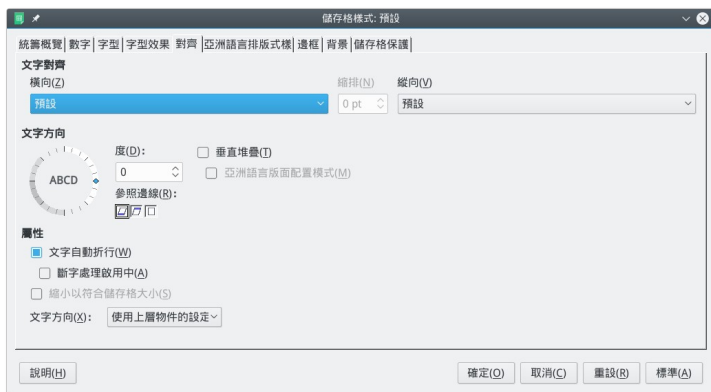 儲存格樣式: 預設
統籌概覽 數字 字型 字型效果 對齊 亞洲語言排版式樣 邊框 背景 儲存格保護
文字對齊
橫向(Z) 縮排(N) 縱向(V)
預設 0 pt 預設
文字方向
度(D): 垂直堆疊(T)
ABCD 0 亞洲語言版面配置模式(M)
參照邊線(R):
屬性
文字自動折行(W)
斷字處理啟用中(A)
縮小以符合儲存格大小(S)
文字方向(X): 使用上層物件的設定
說明(H) 確定(O) 取消(C) 重設(R) 標準(A)